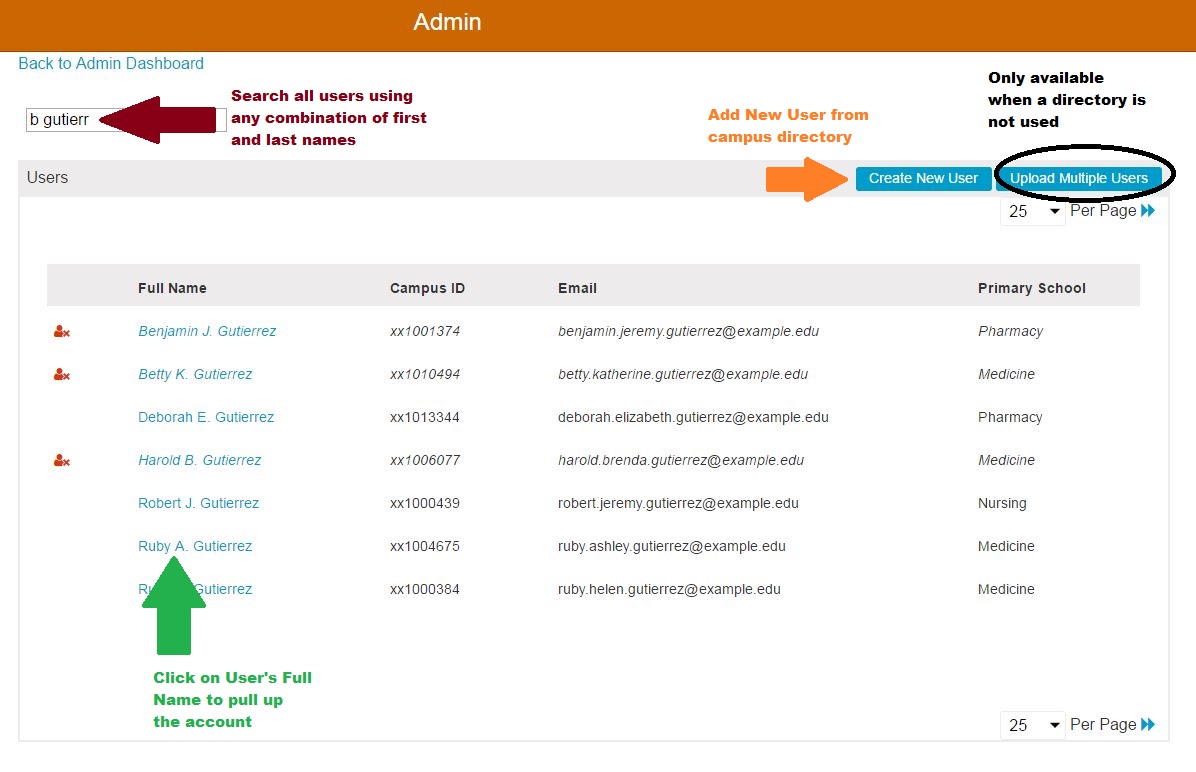 Admin
Back to Admin Dashboard
Only available
when a directory is
not used
Search all users using
any combination of first
and last names
b gutierr
Add New User from
campus directory
Users
Create New User Upload Multiple Users
25 Per Page
Full Name Campus ID Email Primary School
Benjamin J. Gutierrez xx1001374 benjamin.jeremy.gutierrez@example.edu Pharmacy
Betty K. Gutierrez xx1010494 betty.katherine.gutierrez@example.edu Medicine
Deborah E. Gutierrez xx1013344 deborah.elizabeth.gutierrez@example.edu Pharmacy
Harold B. Gutierrez xx1006077 harold.brenda.gutierrez@example.edu Medicine
Robert J. Gutierrez xx1000439 robert.jeremy.gutierrez@example.edu Nursing
Ruby A. Gutierrez xx1004675 ruby.ashley.gutierrez@example.edu Medicine
Gutierrez xx1000384 ruby.helen.gutierrez@example.edu Medicine
Click on User's Full
Name to pull up
the account
25 Per Page